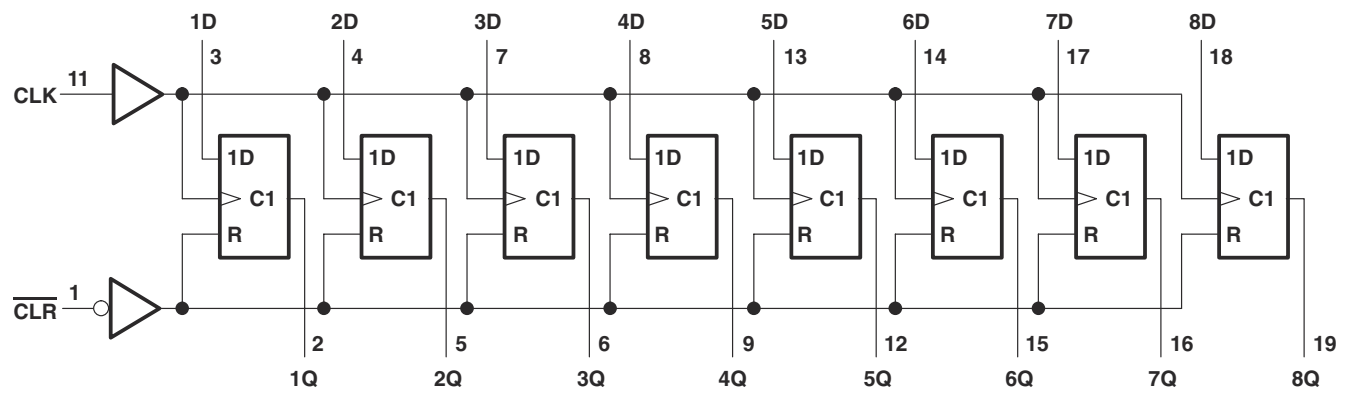 1D 2D 3D 4D 5D 6D 7D 8D
3 4 7 8 13 14 17 18
CLK 11
1D 1D 1D 1D 1D 1D 1D 1D
C1 C1 C1 C1 C1 C1 C1 C1
R R R R R R R R
CLR 1
2 5 6 9 12 15 16 19
1Q 2Q 3Q 4Q 5Q 6Q 7Q 8Q